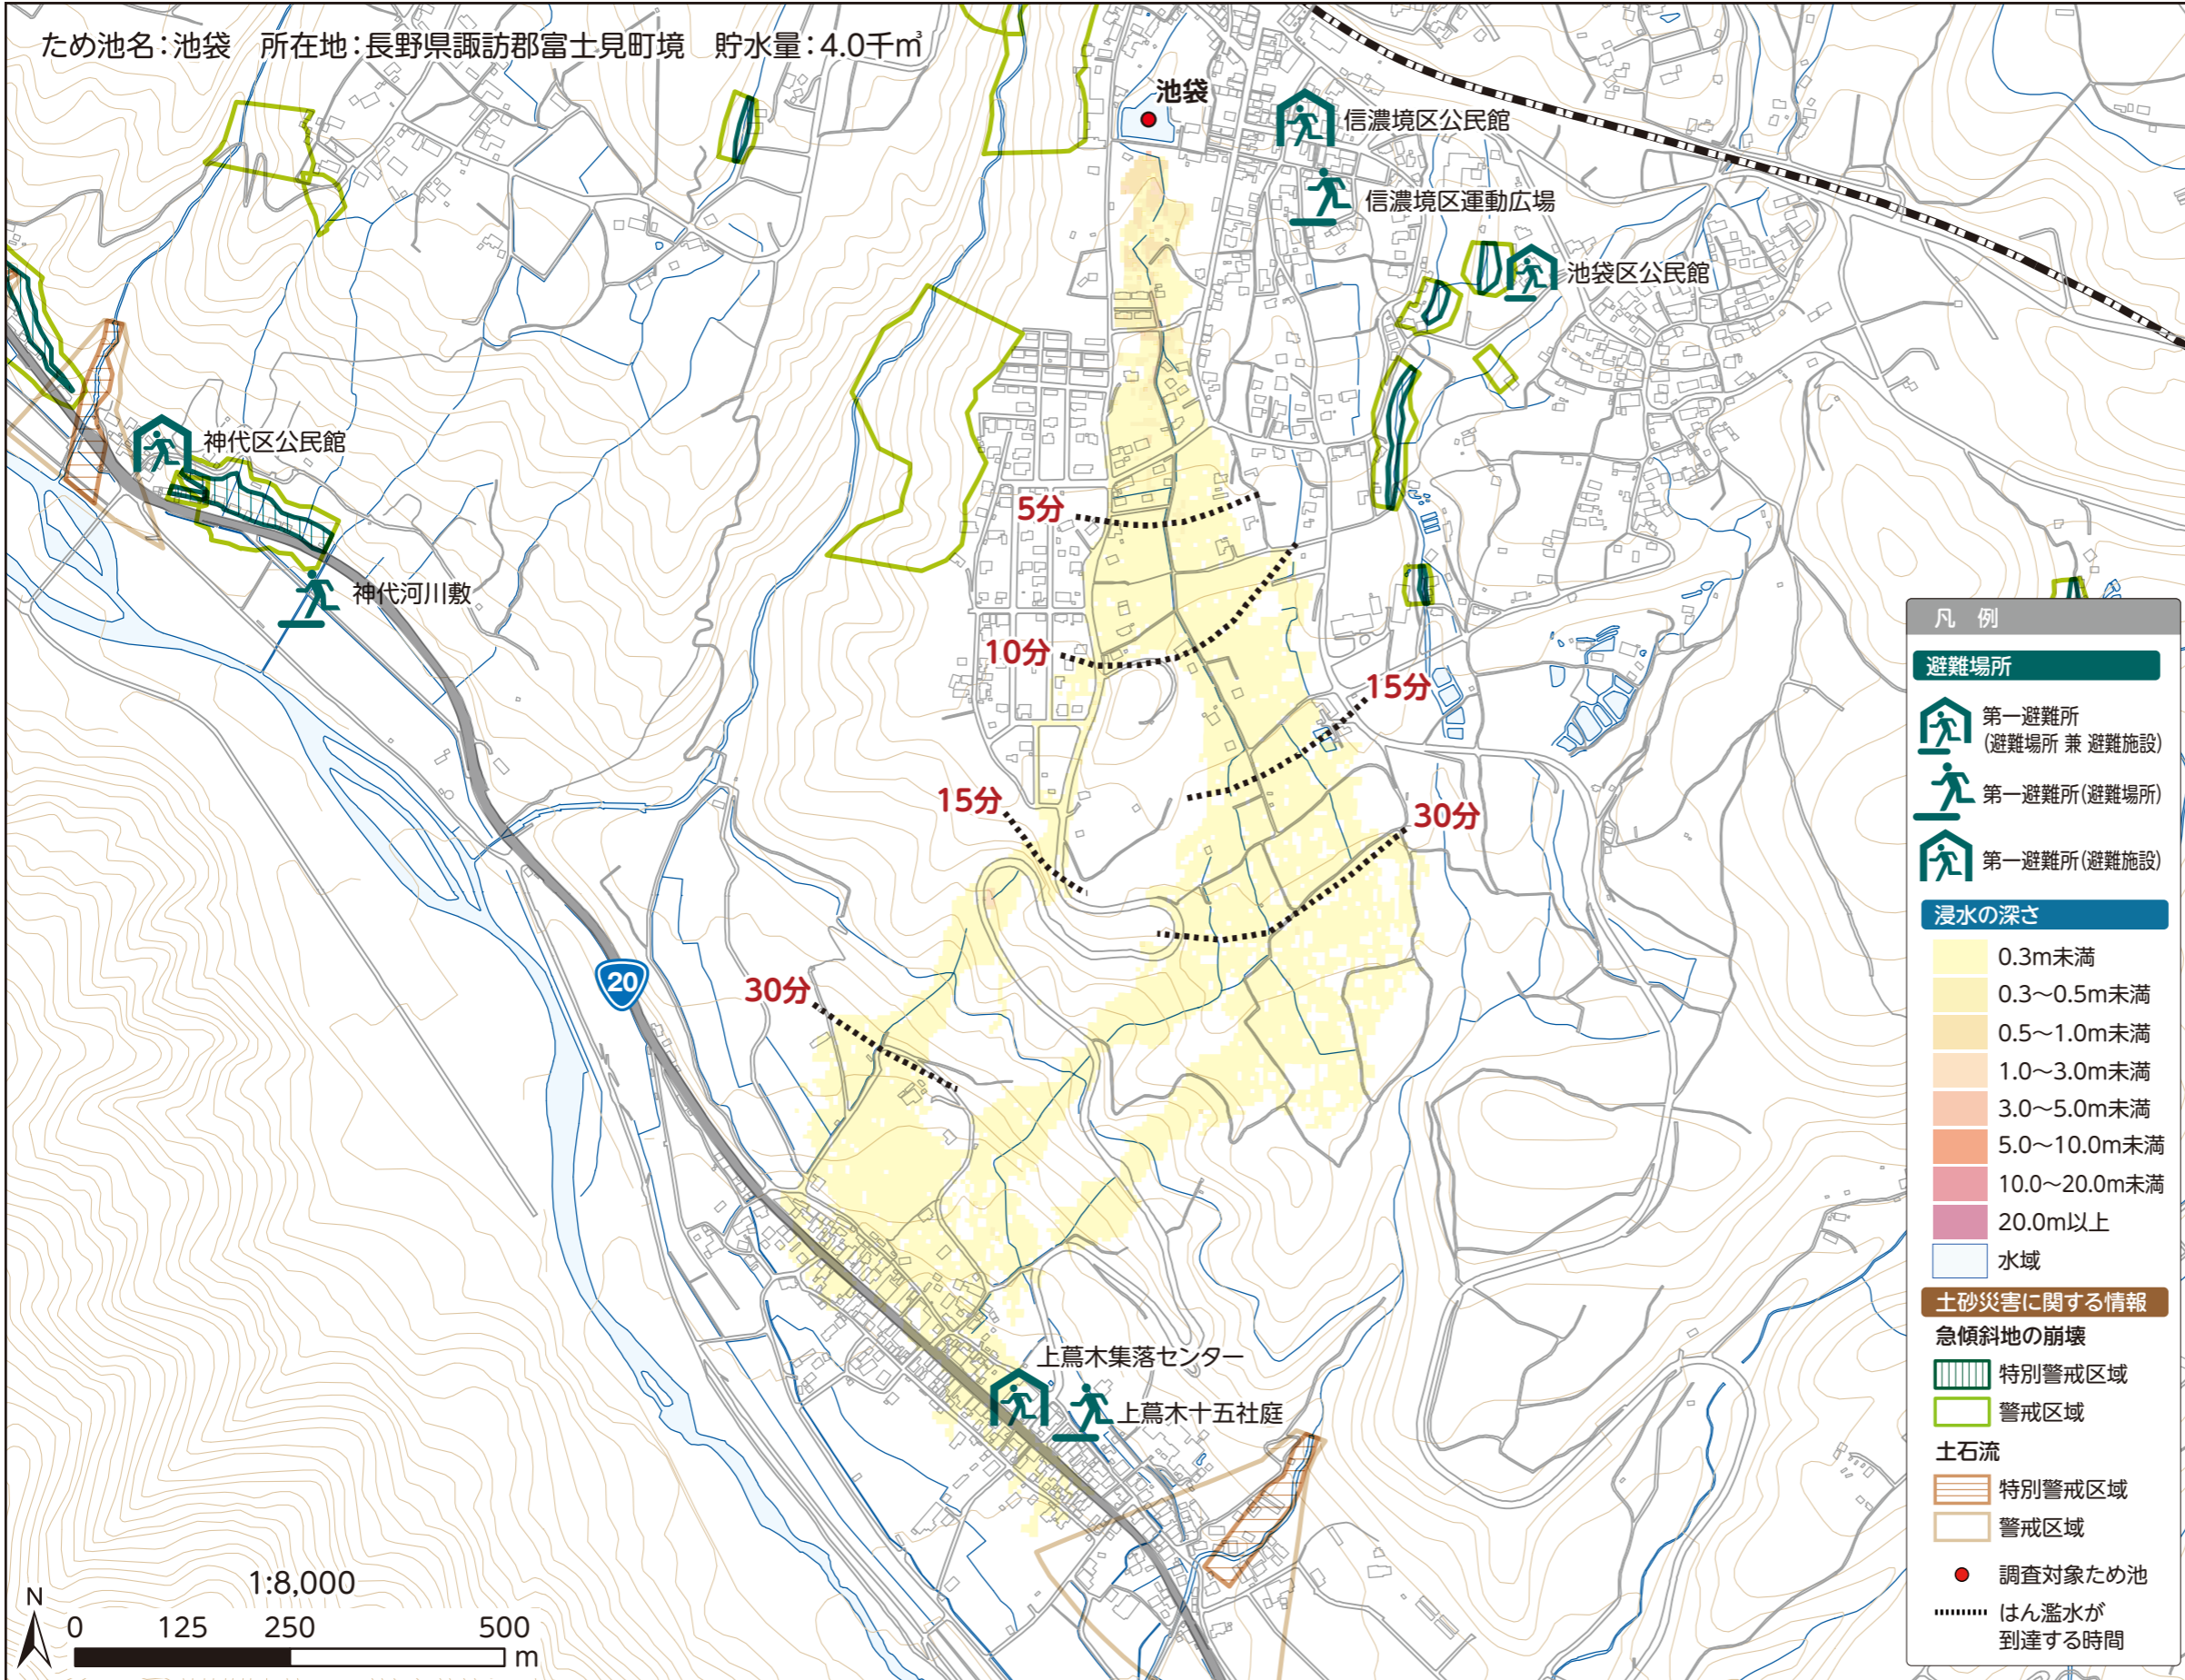 ため池名：池袋　所在地：長野県諏訪郡富士見町境　貯水量：4.0千㎥
池袋
信濃境区公民館
信濃境区運動広場
池袋区公民館
神代区公民館
神代河川敷
5分
10分
15分
15分
30分
30分
20
上蔦木集落センター
上蔦木十五社庭
凡 例
避難場所
第一避難所
(避難場所 兼 避難施設)
第一避難所(避難場所)
第一避難所(避難施設)
浸水の深さ
0.3m未満
0.3～0.5m未満
0.5～1.0m未満
1.0～3.0m未満
3.0～5.0m未満
5.0～10.0m未満
10.0～20.0m未満
20.0m以上
水域
土砂災害に関する情報
急傾斜地の崩壊
特別警戒区域
警戒区域
土石流
特別警戒区域
警戒区域
調査対象ため池
はん濫水が
到達する時間
1:8,000
N
0 125 250 500
m